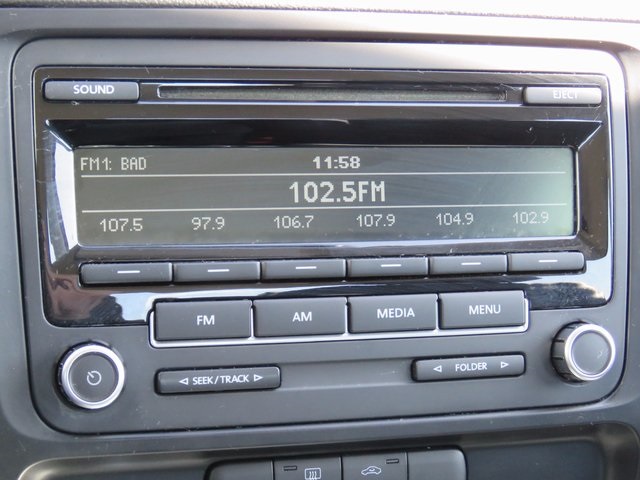 SOUND EJECT
FM1: BAD 11:58
102.5FM
107.5 97.9 106.7 107.9 104.9 102.9
FM AM MEDIA MENU
◁ SEEK / TRACK ▷ ◁ FOLDER ▷